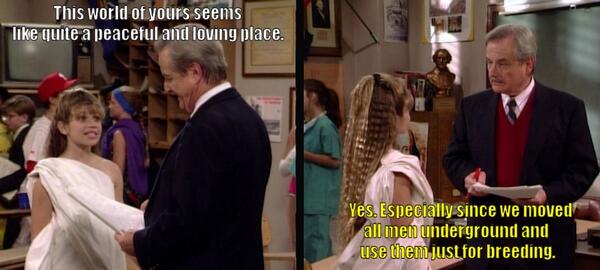 This world of yours seems
like quite a peaceful and loving place.
Yes. Especially since we moved
all men underground and
use them just for breeding.